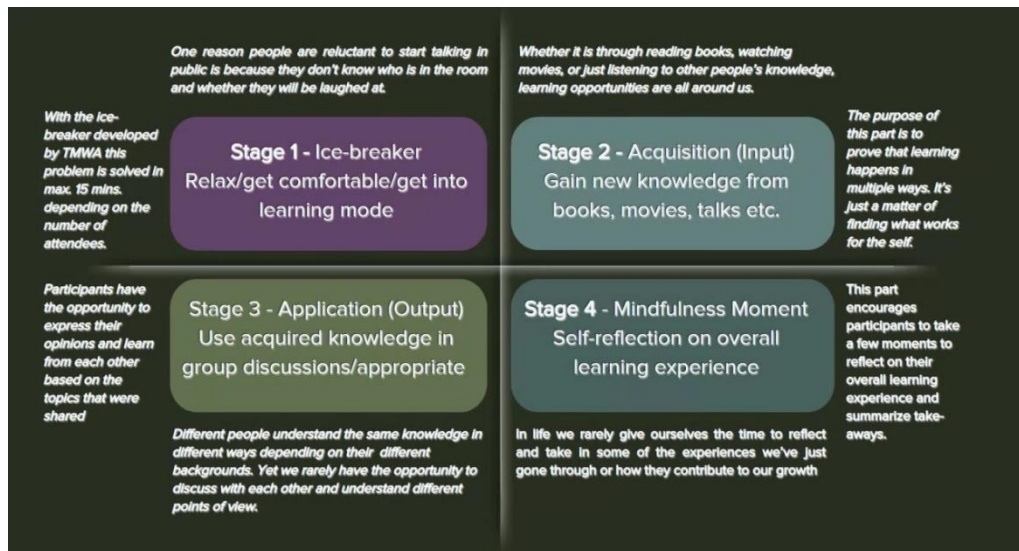 One reason people are reluctant to start talking in
public is because they don't know who is in the room
and whether they will be laughed at.
With the ice-
breaker developed
by TMWA this
problem is solved in
max. 15 mins.
depending on the
number of
attendees.
Stage 1 - Ice-breaker
Relax/get comfortable/get into
learning mode
Whether it is through reading books, watching
movies, or just listening to other people's knowledge,
learning opportunities are all around us.
Stage 2 - Acquisition (Input)
Gain new knowledge from
books, movies, talks etc.
The purpose of
this part is to
prove that learning
happens in
multiple ways. It's
just a matter of
finding what works
for the self.
Participants have
the opportunity to
express their
opinions and learn
from each other
based on the
topics that were
shared
Stage 3 - Application (Output)
Use acquired knowledge in
group discussions/appropriate
Different people understand the same knowledge in
different ways depending on their different
backgrounds. Yet we rarely have the opportunity to
discuss with each other and understand different
points of view.
Stage 4 - Mindfulness Moment
Self-reflection on overall
learning experience
This part
encourages
participants to take
a few moments to
reflect on their
overall learning
experience and
summarize take-
aways.
In life we rarely give ourselves the time to reflect
and take in some of the experiences we've just
gone through or how they contribute to our growth